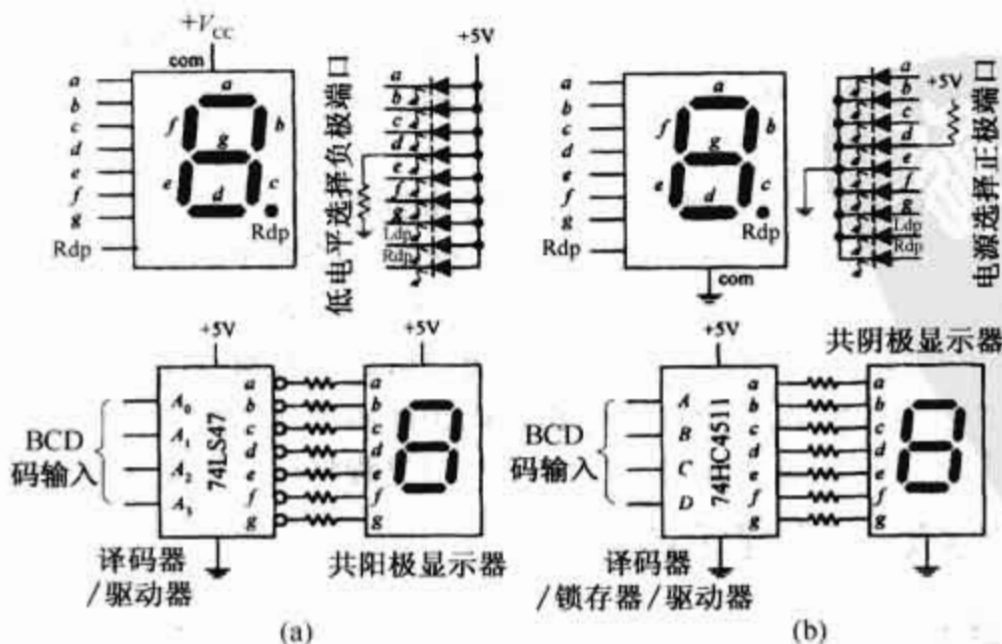 +V_CC
com
a
b
c
d
e
f
g
Rdp
a
f
b
g
e
c
d
Rdp
+5V
a
b
c
d
e
f
g
Ldp
Rdp
低电平选择负极端口
a
b
c
d
e
f
g
Rdp
a
f
b
g
e
c
d
Rdp
com
a
b
c
d
e
f
g
Ldp
Rdp
+5V
电源选择正极端口
+5V
+5V
BCD
码输入
A₀
A₁
A₂
A₃
74LS47
a
b
c
d
e
f
g
a
b
c
d
e
f
g
译码器
/驱动器
共阳极显示器
(a)
+5V
共阴极显示器
BCD
码输入
A
B
C
D
74HC4511
a
b
c
d
e
f
g
a
b
c
d
e
f
g
译码器
/锁存器/驱动器
(b)